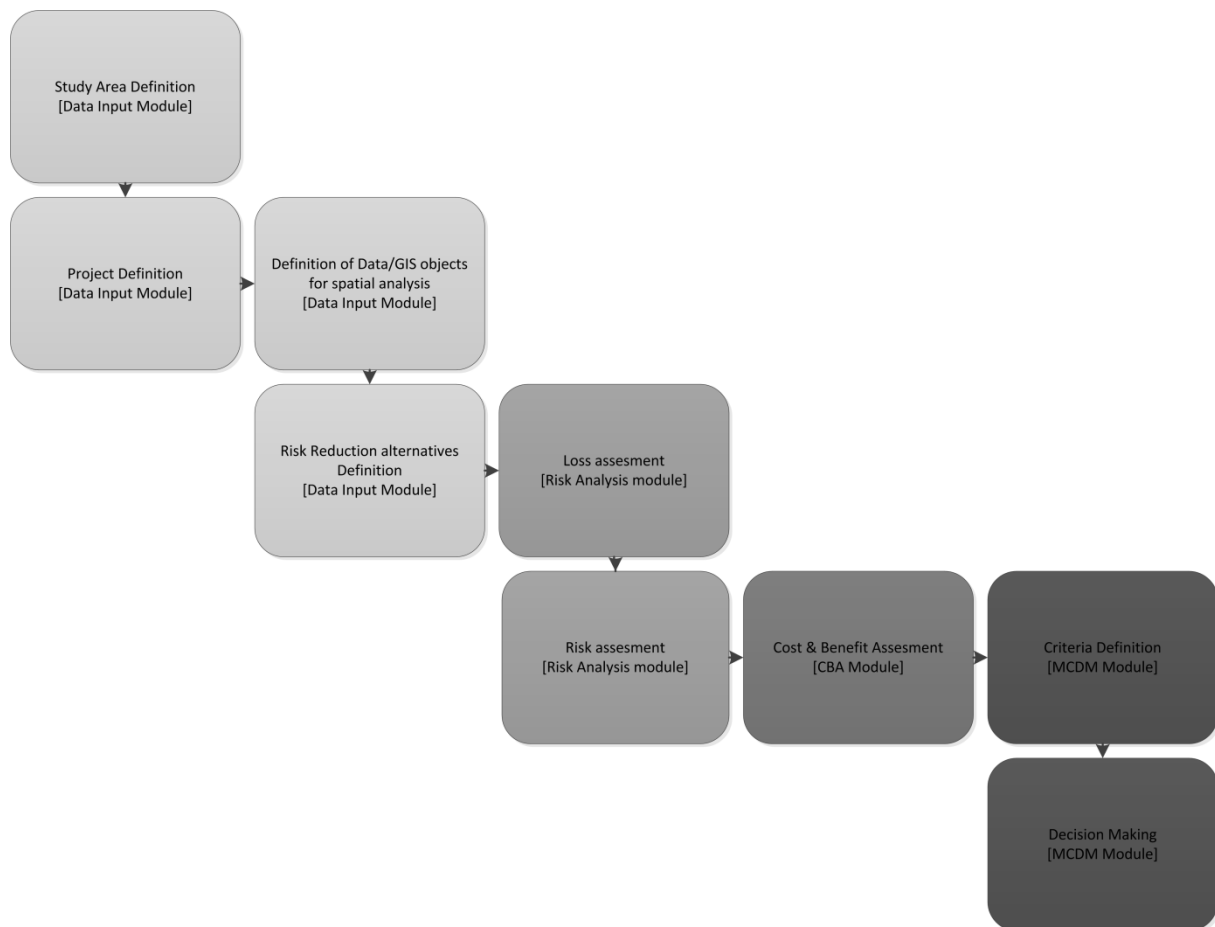 Study Area Definition
[Data Input Module]
Project Definition
[Data Input Module]
Definition of Data/GIS objects
for spatial analysis
[Data Input Module]
Risk Reduction alternatives
Definition
[Data Input Module]
Loss assesment
[Risk Analysis module]
Risk assesment
[Risk Analysis module]
Cost & Benefit Assesment
[CBA Module]
Criteria Definition
[MCDM Module]
Decision Making
[MCDM Module]